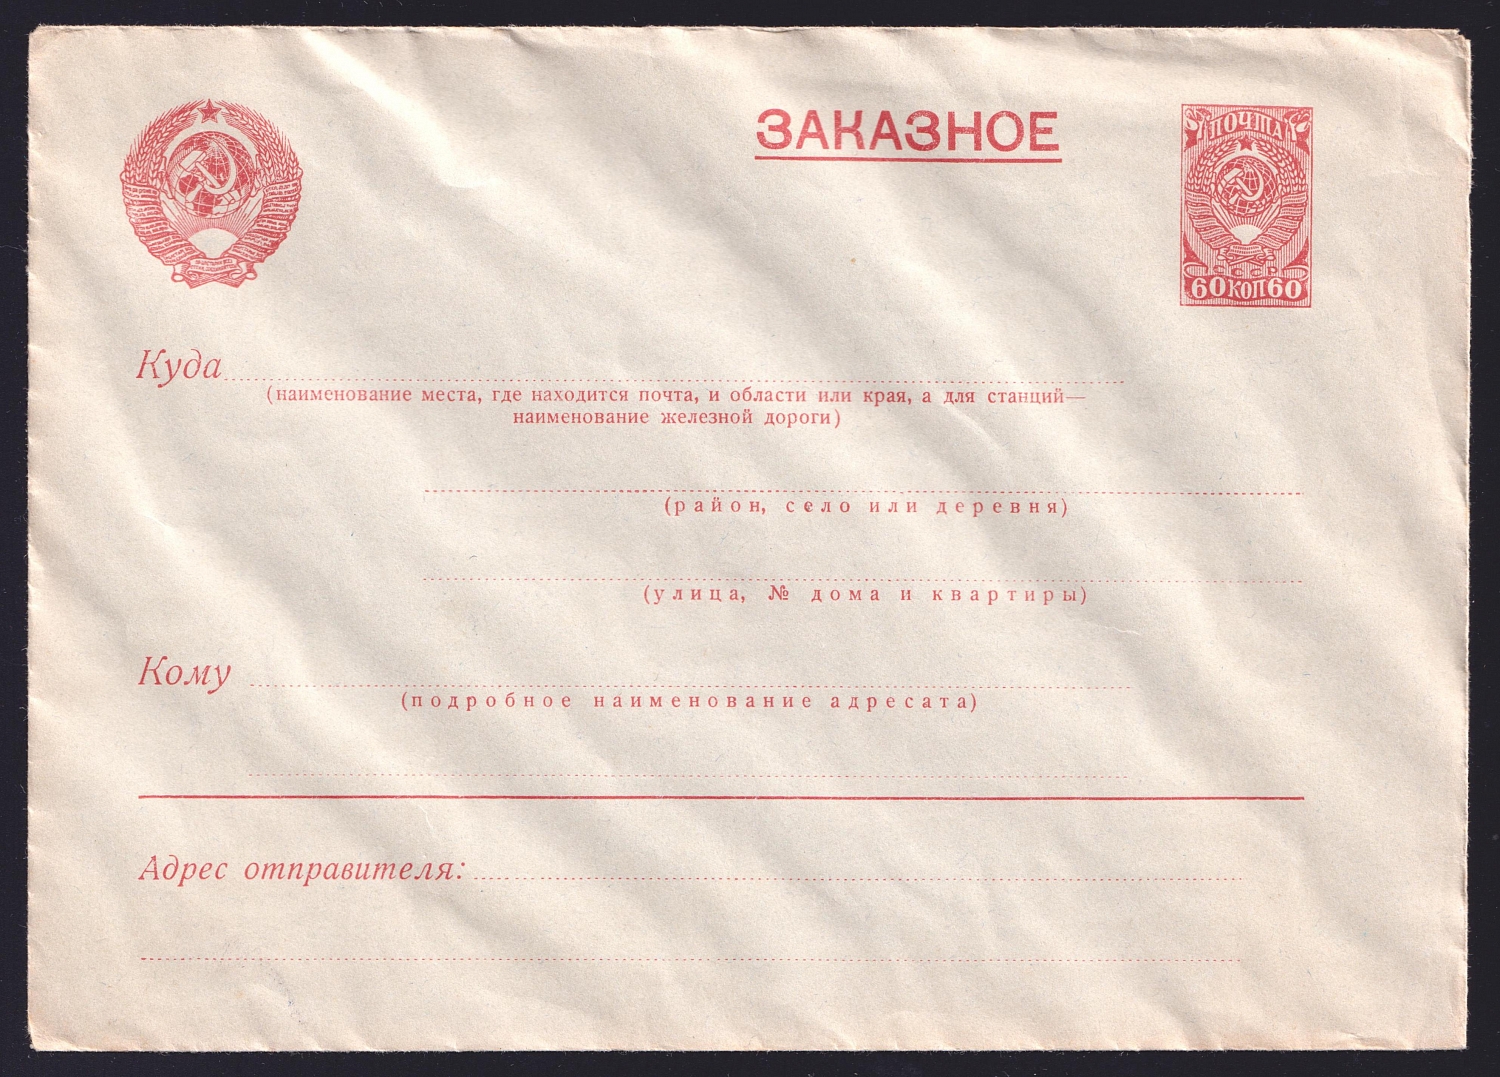 ЗАКАЗНОЕ
ПОЧТА
СССР
60 КОП 60
Куда
(наименование места, где находится почта, и области или края, а для станций—
наименование железной дороги)
(район, село или деревня)
(улица, № дома и квартиры)
Кому
(подробное наименование адресата)
Адрес отправителя: